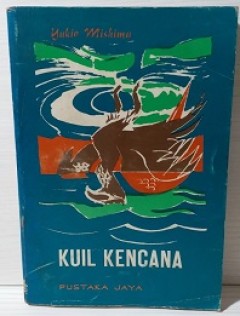 Yukio Mishima
KUIL KENCANA
PUSTAKA JAYA